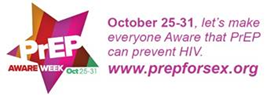 PrEP
AWARE WEEK Oct 25-31
October 25-31, let's make
everyone Aware that PrEP
can prevent HIV.
www.prepforsex.org